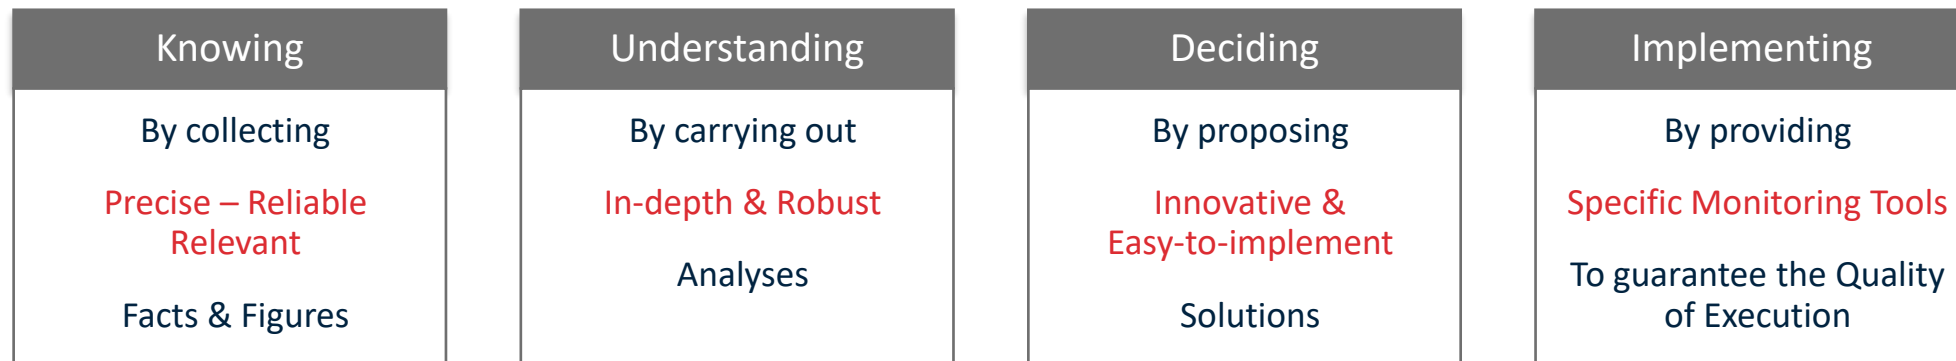 Knowing
By collecting
Precise – Reliable
Relevant
Facts & Figures
Understanding
By carrying out
In-depth & Robust
Analyses
Deciding
By proposing
Innovative &
Easy-to-implement
Solutions
Implementing
By providing
Specific Monitoring Tools
To guarantee the Quality
of Execution